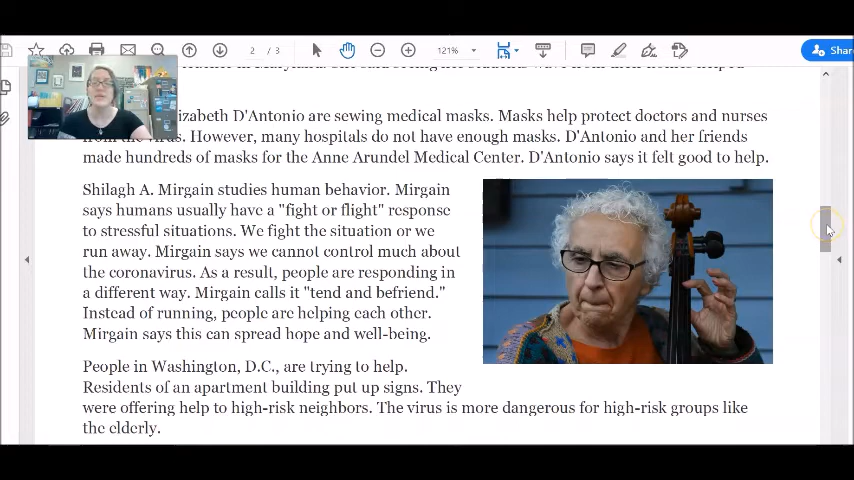 2 / 3
121%
Share
lizabeth D'Antonio are sewing medical masks. Masks help protect doctors and nurses
from the virus. However, many hospitals do not have enough masks. D'Antonio and her friends
made hundreds of masks for the Anne Arundel Medical Center. D'Antonio says it felt good to help.
Shilagh A. Mirgain studies human behavior. Mirgain
says humans usually have a "fight or flight" response
to stressful situations. We fight the situation or we
run away. Mirgain says we cannot control much about
the coronavirus. As a result, people are responding in
a different way. Mirgain calls it "tend and befriend."
Instead of running, people are helping each other.
Mirgain says this can spread hope and well-being.
People in Washington, D.C., are trying to help.
Residents of an apartment building put up signs. They
were offering help to high-risk neighbors. The virus is more dangerous for high-risk groups like
the elderly.